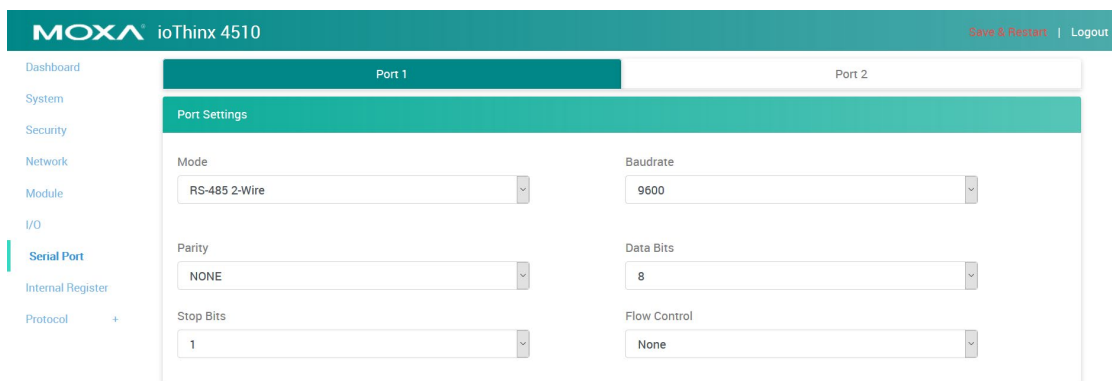 MOXA® ioThinx 4510
Save & Restert | Logout
Dashboard
System
Security
Network
Module
I/O
Serial Port
Internal Register
Protocol +
Port 1
Port 2
Port Settings
Mode
RS-485 2-Wire
Baudrate
9600
Parity
NONE
Data Bits
8
Stop Bits
1
Flow Control
None